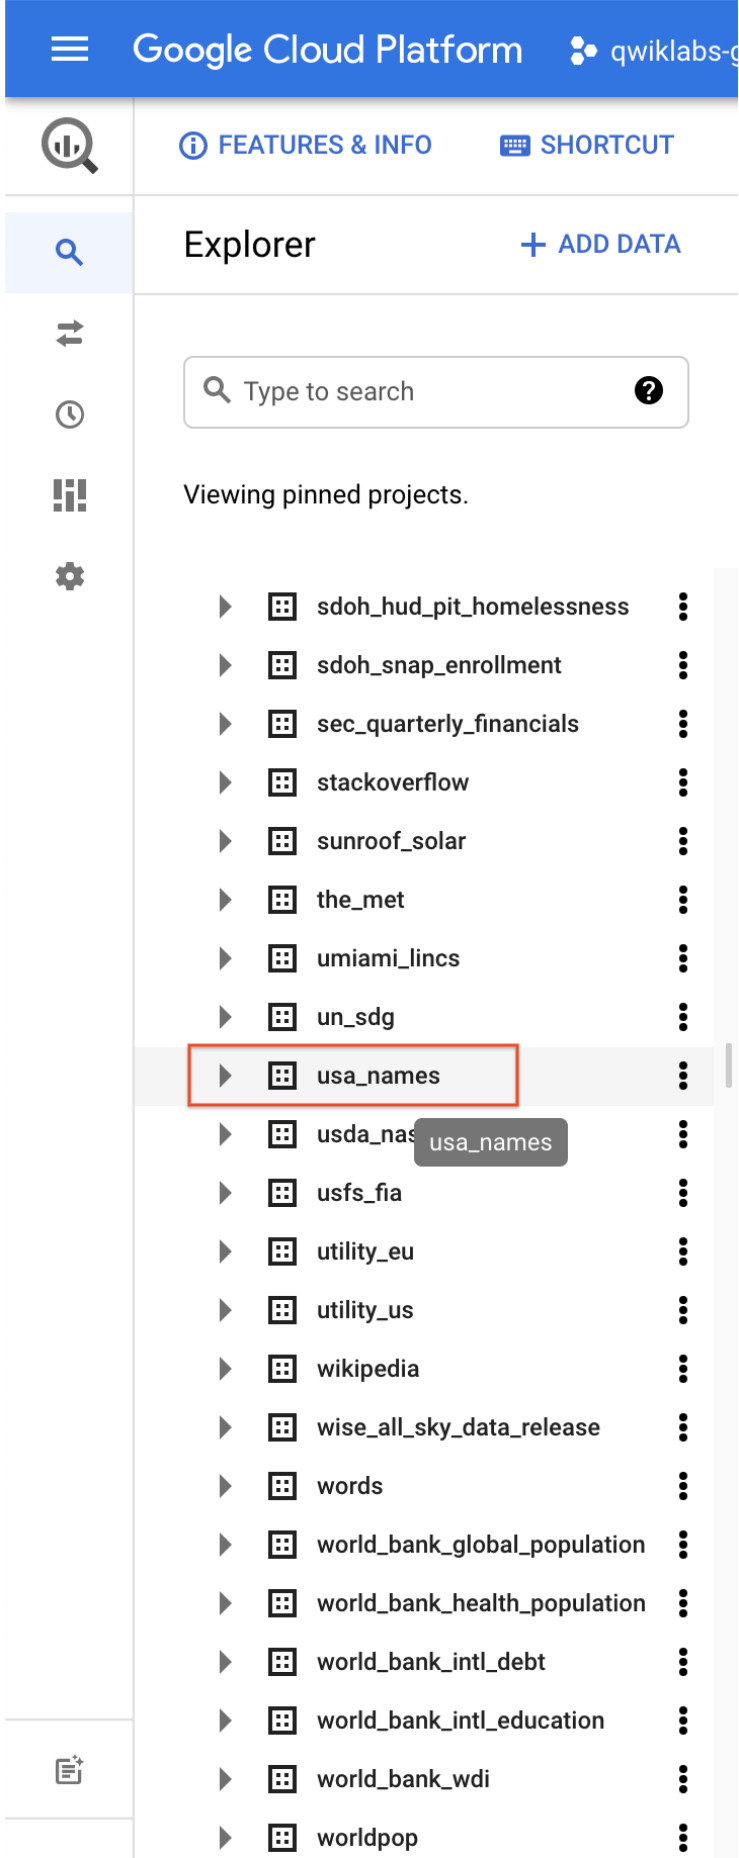 Google Cloud Platform qwiklabs-g
FEATURES & INFO SHORTCUT
Explorer + ADD DATA
Type to search ?
Viewing pinned projects.
sdoh_hud_pit_homelessness
sdoh_snap_enrollment
sec_quarterly_financials
stackoverflow
sunroof_solar
the_met
umiami_lincs
un_sdg
usa_names
usda_nas
usa_names
usfs_fia
utility_eu
utility_us
wikipedia
wise_all_sky_data_release
words
world_bank_global_population
world_bank_health_population
world_bank_intl_debt
world_bank_intl_education
world_bank_wdi
worldpop